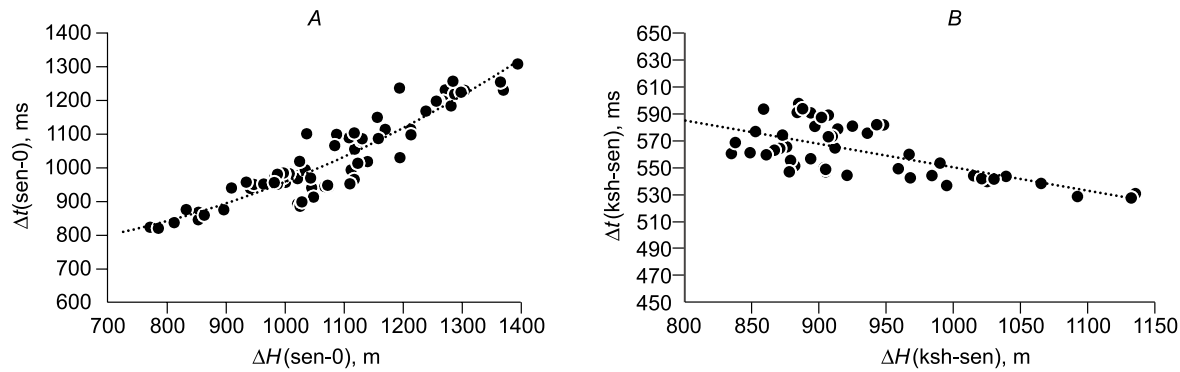 A
1400
1300
1200
1100
1000
900
800
700
600
Δt(sen-0), ms
700 800 900 1000 1100 1200 1300 1400
ΔH(sen-0), m
B
650
630
610
590
570
550
530
510
490
470
450
Δt(ksh-sen), ms
800 850 900 950 1000 1050 1100 1150
ΔH(ksh-sen), m